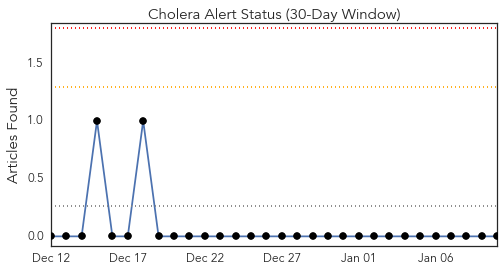 Cholera Alert Status (30-Day Window)
Articles Found
1.5
1.0
0.5
0.0
Dec 12 Dec 17 Dec 22 Dec 27 Jan 01 Jan 06